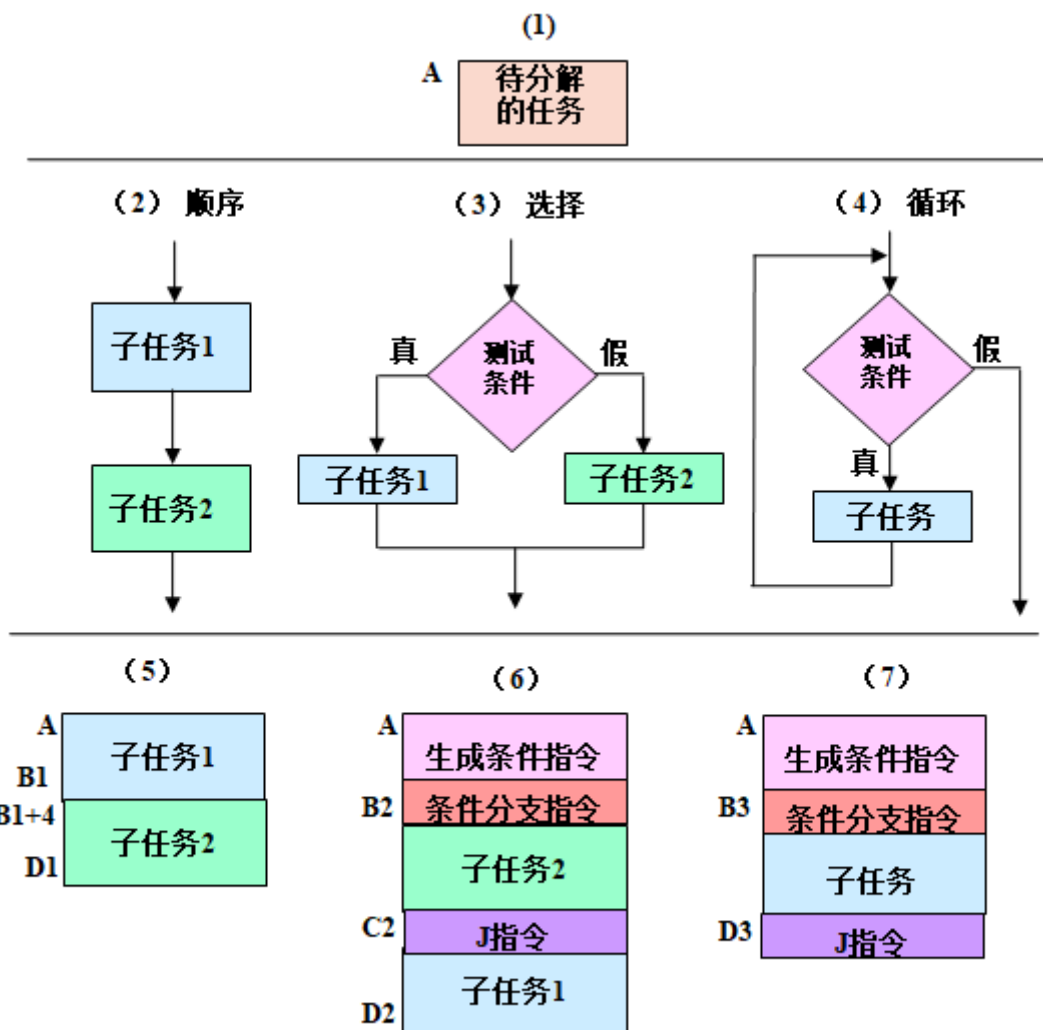 (1)
A
待分解
的任务
（2） 顺序
（3） 选择
（4） 循环
子任务1
子任务2
测试
条件
真
假
子任务1
子任务2
测试
条件
假
真
子任务
（5）
（6）
（7）
A
子任务1
B1
B1+4
子任务2
D1
A
生成条件指令
B2
条件分支指令
子任务2
C2
J指令
子任务1
D2
A
生成条件指令
B3
条件分支指令
子任务
D3
J指令